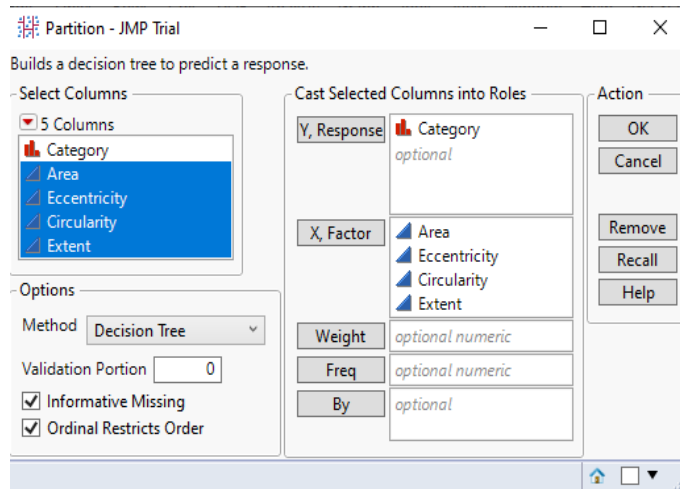 Partition - JMP Trial
Builds a decision tree to predict a response.
Select Columns
5 Columns
Category
Area
Eccentricity
Circularity
Extent
Options
Method Decision Tree
Validation Portion 0
Informative Missing
Ordinal Restricts Order
Cast Selected Columns into Roles
Y, Response Category
optional
X, Factor Area
Eccentricity
Circularity
Extent
Weight optional numeric
Freq optional numeric
By optional
Action
OK
Cancel
Remove
Recall
Help